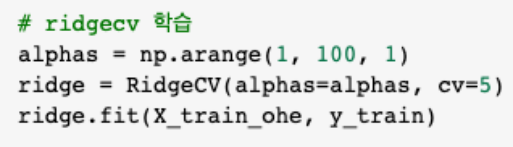 # ridgecv 학습
alphas = np.arange(1, 100, 1)
ridge = RidgeCV(alphas=alphas, cv=5)
ridge.fit(X_train_ohe, y_train)